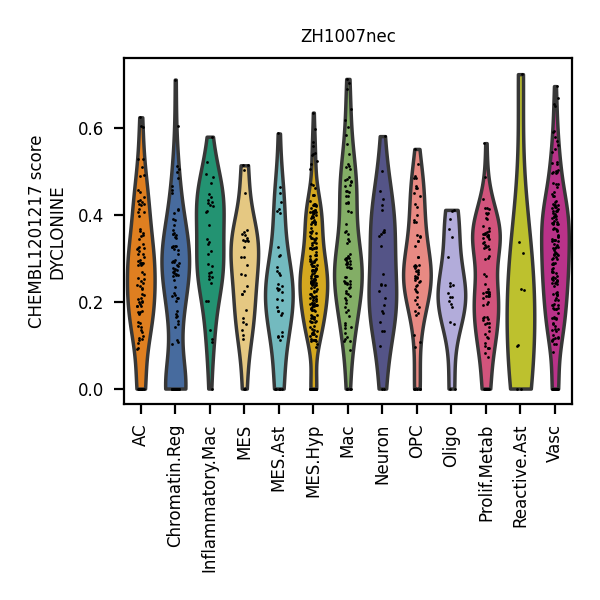 ZH1007nec
CHEMBL1201217 score
DYCLONINE
0.6
0.4
0.2
0.0
AC
Chromatin.Reg
Inflammatory.Mac
MES
MES.Ast
MES.Hyp
Mac
Neuron
OPC
Oligo
Prolif.Metab
Reactive.Ast
Vasc